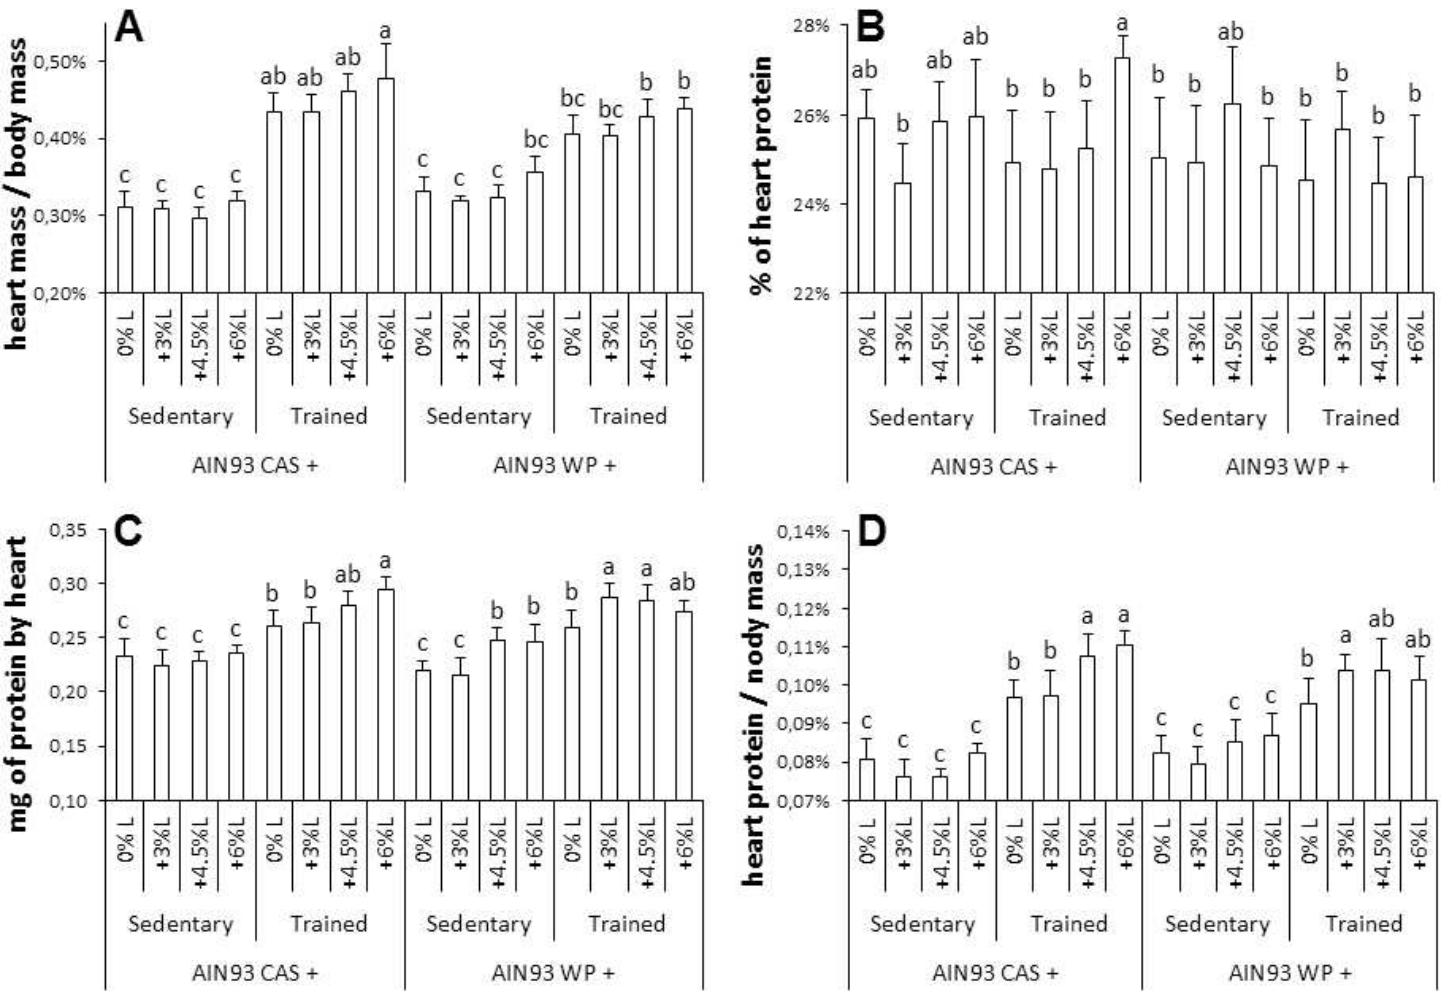 A
heart mass / body mass
0,50%
0,40%
0,30%
0,20%
c c c c ab ab ab a c c c bc bc bc b b
0% L +3%L +4.5%L +6%L 0% L +3%L +4.5%L +6%L 0% L +3%L +4.5%L +6%L 0% L +3%L +4.5%L +6%L
Sedentary Trained Sedentary Trained
AIN93 CAS + AIN93 WP +
B
% of heart protein
28%
26%
24%
22%
ab b ab ab b b b a b b ab b b b b b
0% L +3%L +4.5%L +6%L 0% L +3%L +4.5%L +6%L 0% L +3%L +4.5%L +6%L 0% L +3%L +4.5%L +6%L
Sedentary Trained Sedentary Trained
AIN93 CAS + AIN93 WP +
C
mg of protein by heart
0,35
0,30
0,25
0,20
0,15
0,10
c c c c b b ab a c c b b b a a ab
0% L +3%L +4.5%L +6%L 0% L +3%L +4.5%L +6%L 0% L +3%L +4.5%L +6%L 0% L +3%L +4.5%L +6%L
Sedentary Trained Sedentary Trained
AIN93 CAS + AIN93 WP +
D
heart protein / nody mass
0,14%
0,13%
0,12%
0,11%
0,10%
0,09%
0,08%
0,07%
c c c c b b a a c c c c b a ab ab
0% L +3%L +4.5%L +6%L 0% L +3%L +4.5%L +6%L 0% L +3%L +4.5%L +6%L 0% L +3%L +4.5%L +6%L
Sedentary Trained Sedentary Trained
AIN93 CAS + AIN93 WP +